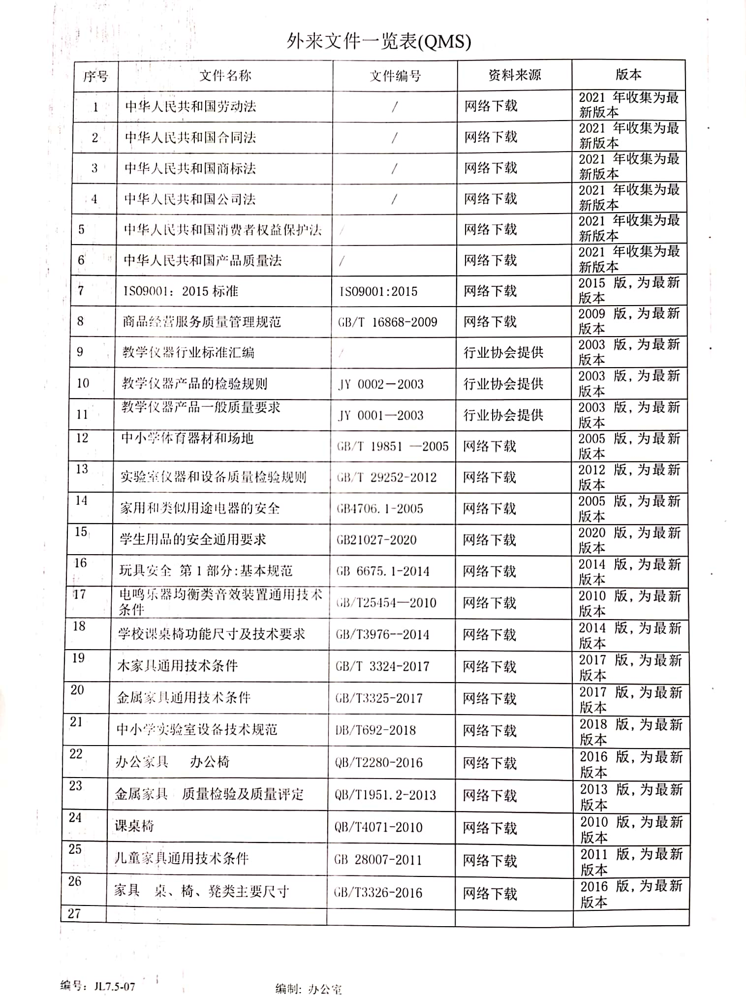 外来文件一览表(QMS)
序号 文件名称 文件编号 资料来源 版本
1 中华人民共和国劳动法 / 网络下载 2021 年收集为最
新版本
2 中华人民共和国合同法 / 网络下载 2021 年收集为最
新版本
3 中华人民共和国商标法 / 网络下载 2021 年收集为最
新版本
4 中华人民共和国公司法 / 网络下载 2021 年收集为最
新版本
5 中华人民共和国消费者权益保护法 / 网络下载 2021 年收集为最
新版本
6 中华人民共和国产品质量法 / 网络下载 2021 年收集为最
新版本
7 ISO9001：2015 标准 ISO9001:2015 网络下载 2015 版,为最新
版本
8 商品经营服务质量管理规范 GB/T 16868-2009 网络下载 2009 版,为最新
版本
9 教学仪器行业标准汇编 / 行业协会提供 2003 版,为最新
版本
10 教学仪器产品的检验规则 JY 0002－2003 行业协会提供 2003 版,为最新
版本
11 教学仪器产品一般质量要求 JY 0001—2003 行业协会提供 2003 版,为最新
版本
12 中小学体育器材和场地 GB/T 19851 —2005 网络下载 2005 版,为最新
版本
13 实验室仪器和设备质量检验规则 GB/T 29252-2012 网络下载 2012 版,为最新
版本
14 家用和类似用途电器的安全 GB4706.1-2005 网络下载 2005 版,为最新
版本
15 学生用品的安全通用要求 GB21027-2020 网络下载 2020 版,为最新
版本
16 玩具安全 第 1 部分:基本规范 GB 6675.1-2014 网络下载 2014 版,为最新
版本
17 电鸣乐器均衡类音效装置通用技术 GB/T25454—2010 网络下载 2010 版,为最新
条件 版本
18 学校课桌椅功能尺寸及技术要求 GB/T3976--2014 网络下载 2014 版,为最新
版本
19 木家具通用技术条件 GB/T 3324-2017 网络下载 2017 版,为最新
版本
20 金属家具通用技术条件 GB/T3325-2017 网络下载 2017 版,为最新
版本
21 中小学实验室设备技术规范 DB/T692-2018 网络下载 2018 版,为最新
版本
22 办公家具 办公椅 QB/T2280-2016 网络下载 2016 版,为最新
版本
23 金属家具 质量检验及质量评定 QB/T1951.2-2013 网络下载 2013 版,为最新
版本
24 课桌椅 QB/T4071-2010 网络下载 2010 版,为最新
版本
25 儿童家具通用技术条件 GB 28007-2011 网络下载 2011 版,为最新
版本
26 家具 桌、椅、凳类主要尺寸 GB/T3326-2016 网络下载 2016 版,为最新
版本
27
编号：JL7.5-07 编制: 办公室